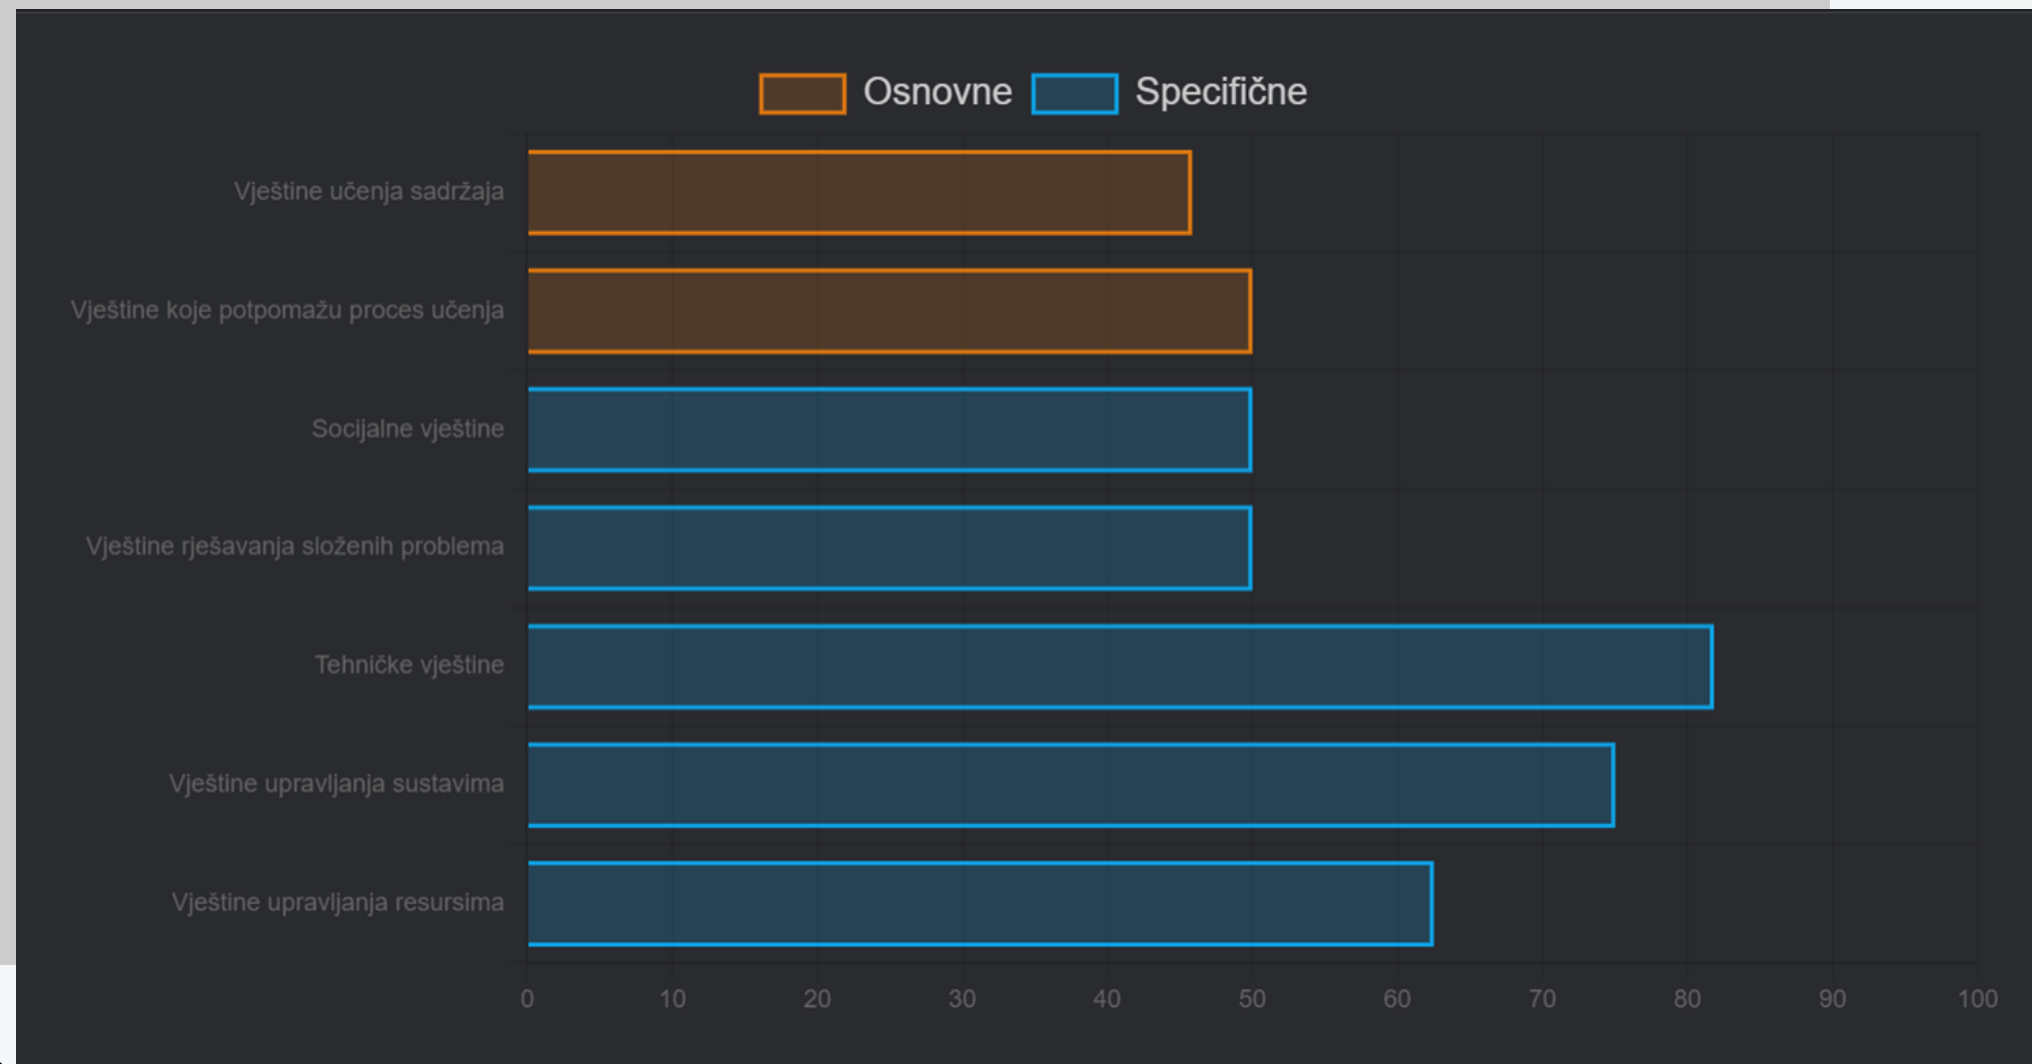 Osnovne Specifične
Vještine učenja sadržaja
Vještine koje potpomažu proces učenja
Socijalne vještine
Vještine rješavanja složenih problema
Tehničke vještine
Vještine upravljanja sustavima
Vještine upravljanja resursima
0 10 20 30 40 50 60 70 80 90 100